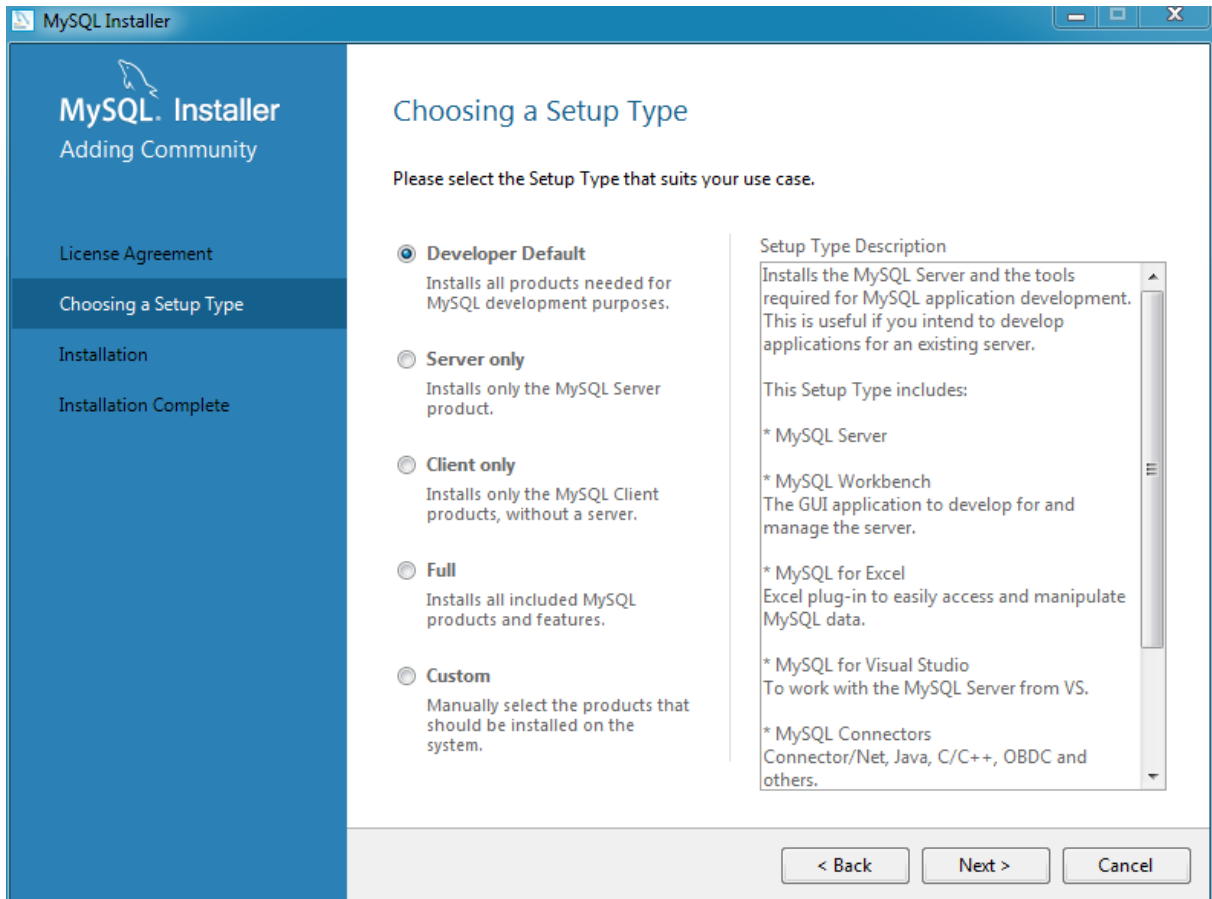 MySQL Installer
MySQL. Installer
Adding Community
License Agreement
Choosing a Setup Type
Installation
Installation Complete
Choosing a Setup Type
Please select the Setup Type that suits your use case.
Developer Default
Installs all products needed for
MySQL development purposes.
Server only
Installs only the MySQL Server
product.
Client only
Installs only the MySQL Client
products, without a server.
Full
Installs all included MySQL
products and features.
Custom
Manually select the products that
should be installed on the
system.
Setup Type Description
Installs the MySQL Server and the tools
required for MySQL application development.
This is useful if you intend to develop
applications for an existing server.
This Setup Type includes:
* MySQL Server
* MySQL Workbench
The GUI application to develop for and
manage the server.
* MySQL for Excel
Excel plug-in to easily access and manipulate
MySQL data.
* MySQL for Visual Studio
To work with the MySQL Server from VS.
* MySQL Connectors
Connector/Net, Java, C/C++, OBDC and
others.
< Back
Next >
Cancel